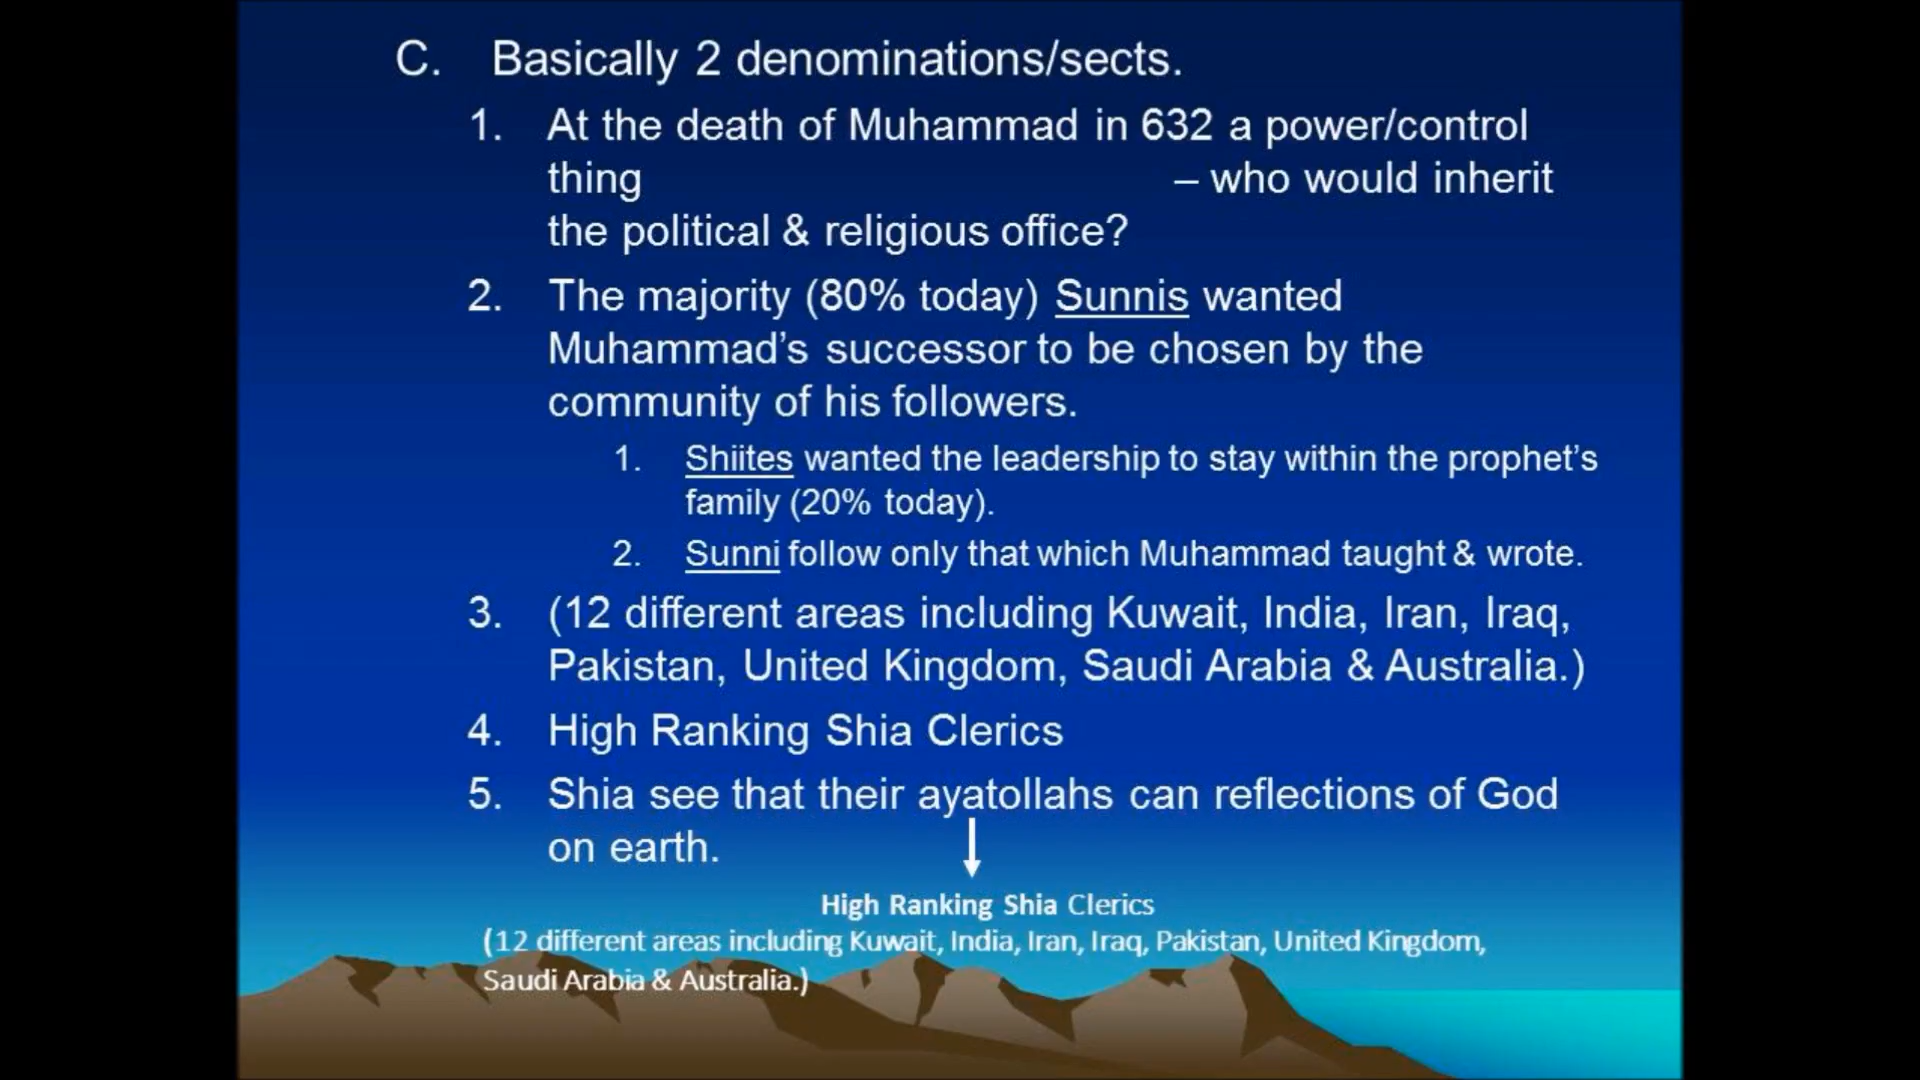 C. Basically 2 denominations/sects.
1. At the death of Muhammad in 632 a power/control
thing – who would inherit
the political & religious office?
2. The majority (80% today) Sunnis wanted
Muhammad’s successor to be chosen by the
community of his followers.
1. Shiites wanted the leadership to stay within the prophet’s
family (20% today).
2. Sunni follow only that which Muhammad taught & wrote.
3. (12 different areas including Kuwait, India, Iran, Iraq,
Pakistan, United Kingdom, Saudi Arabia & Australia.)
4. High Ranking Shia Clerics
5. Shia see that their ayatollahs can reflections of God
on earth.
High Ranking Shia Clerics
(12 different areas including Kuwait, India, Iran, Iraq, Pakistan, United Kingdom,
Saudi Arabia & Australia.)